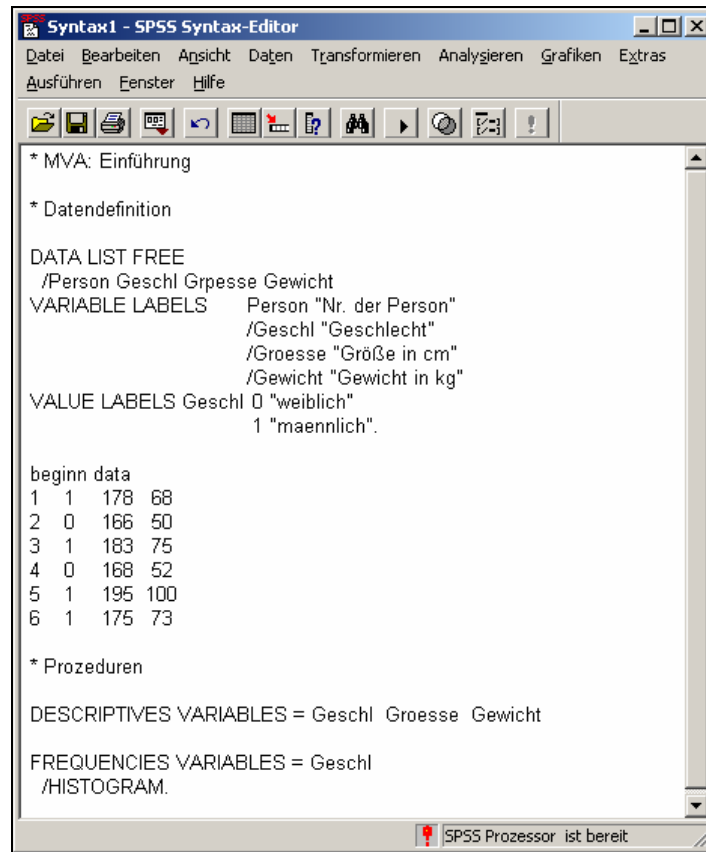 Syntax1 - SPSS Syntax-Editor
Datei Bearbeiten Ansicht Daten Transformieren Analysieren Grafiken Extras
Ausführen Fenster Hilfe
* MVA: Einführung
* Datendefinition
DATA LIST FREE
/Person Geschl Grpesse Gewicht
VARIABLE LABELS Person "Nr. der Person"
/Geschl "Geschlecht"
/Groesse "Größe in cm"
/Gewicht "Gewicht in kg"
VALUE LABELS Geschl 0 "weiblich"
1 "maennlich".
beginn data
1 1 178 68
2 0 166 50
3 1 183 75
4 0 168 52
5 1 195 100
6 1 175 73
* Prozeduren
DESCRIPTIVES VARIABLES = Geschl Groesse Gewicht
FREQUENCIES VARIABLES = Geschl
/HISTOGRAM.
SPSS Prozessor ist bereit